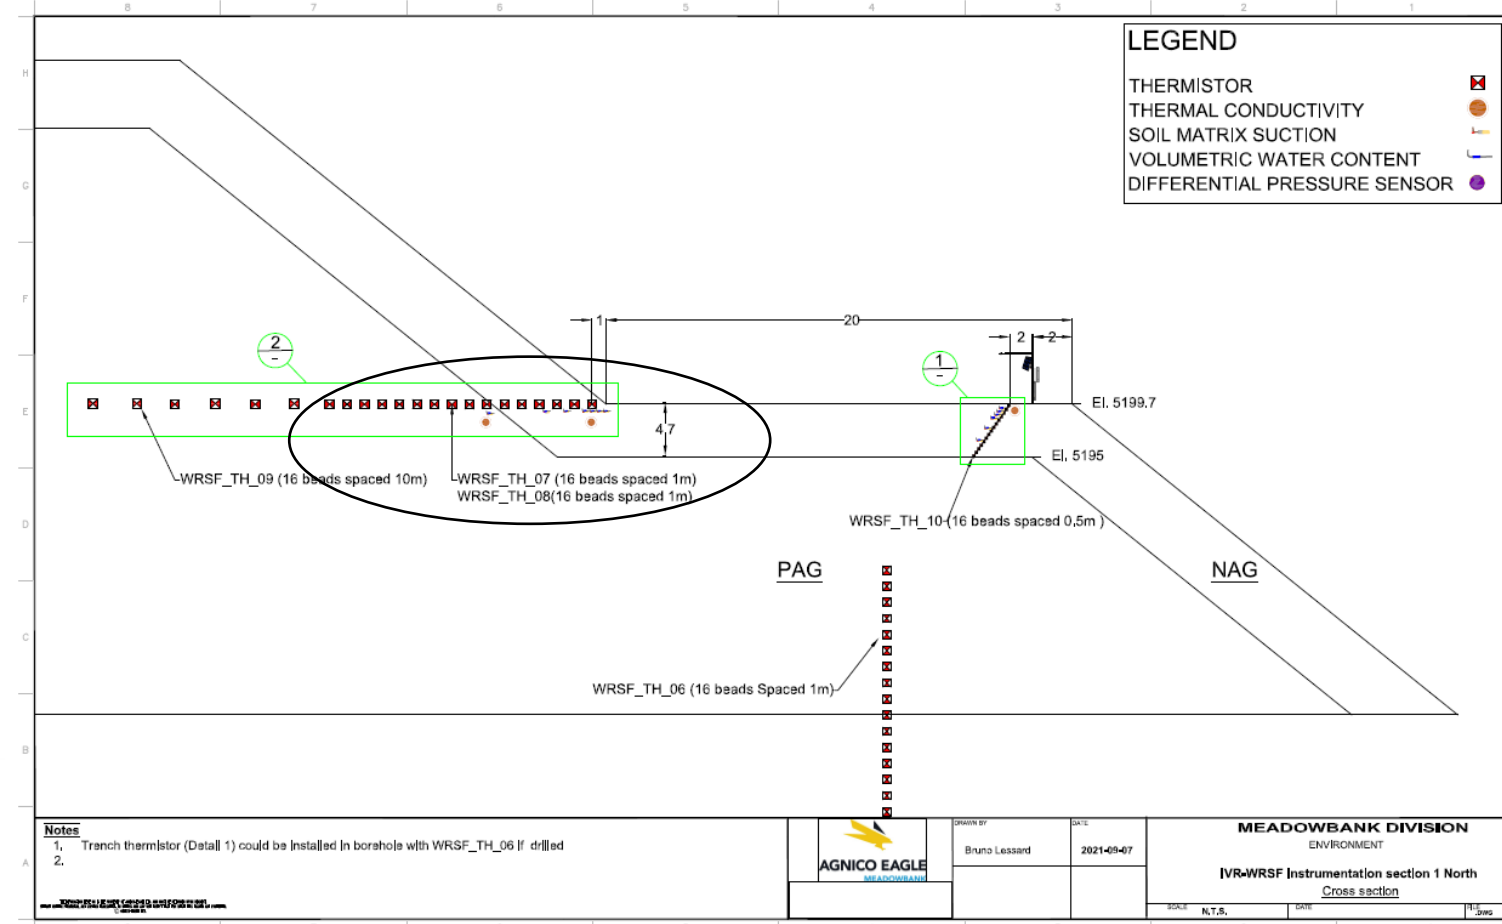 8 7 6 5 4 3 2 1
H
G
F
E
D
C
B
A
LEGEND
THERMISTOR
THERMAL CONDUCTIVITY
SOIL MATRIX SUCTION
VOLUMETRIC WATER CONTENT
DIFFERENTIAL PRESSURE SENSOR
1
20
2
2
2
-
1
-
El. 5199.7
4,7
El. 5195
WRSF_TH_09 (16 beads spaced 10m)
WRSF_TH_07 (16 beads spaced 1m)
WRSF_TH_08(16 beads spaced 1m)
WRSF_TH_10 (16 beads spaced 0,5m )
PAG
NAG
WRSF_TH_06 (16 beads Spaced 1m)
Notes
1, Trench thermistor (Detail 1) could be installed in borehole with WRSF_TH_06 if drilled
2.
AGNICO EAGLE
MEADOWBANK
DRAWN BY
Bruno Lessard
DATE
2021-09-07
MEADOWBANK DIVISION
ENVIRONMENT
IVR-WRSF Instrumentation section 1 North
Cross section
SCALE
N.T.S.
DATE
FILE
.DWG